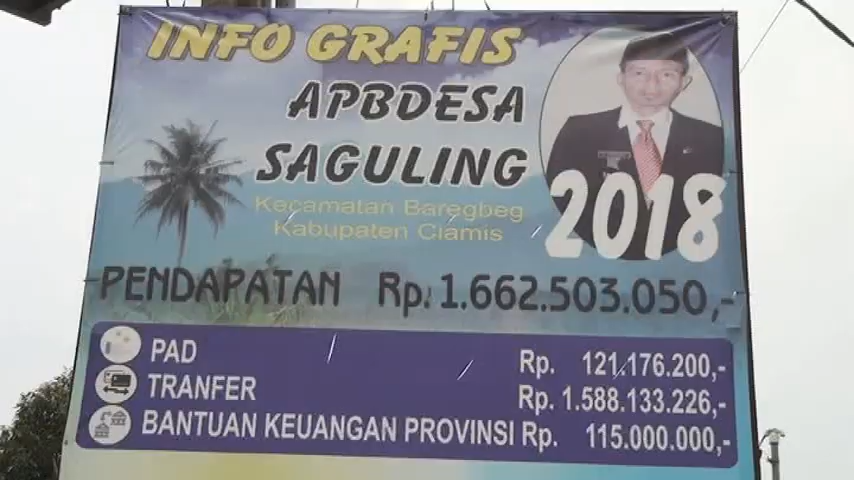 INFO GRAFIS
APBDESA
SAGULING
Kecamatan Baregbeg
Kabupaten Ciamis
2018
PENDAPATAN Rp. 1.662.503.050,-
PAD Rp. 121.176.200,-
TRANFER Rp. 1.588.133.226,-
BANTUAN KEUANGAN PROVINSI Rp. 115.000.000,-